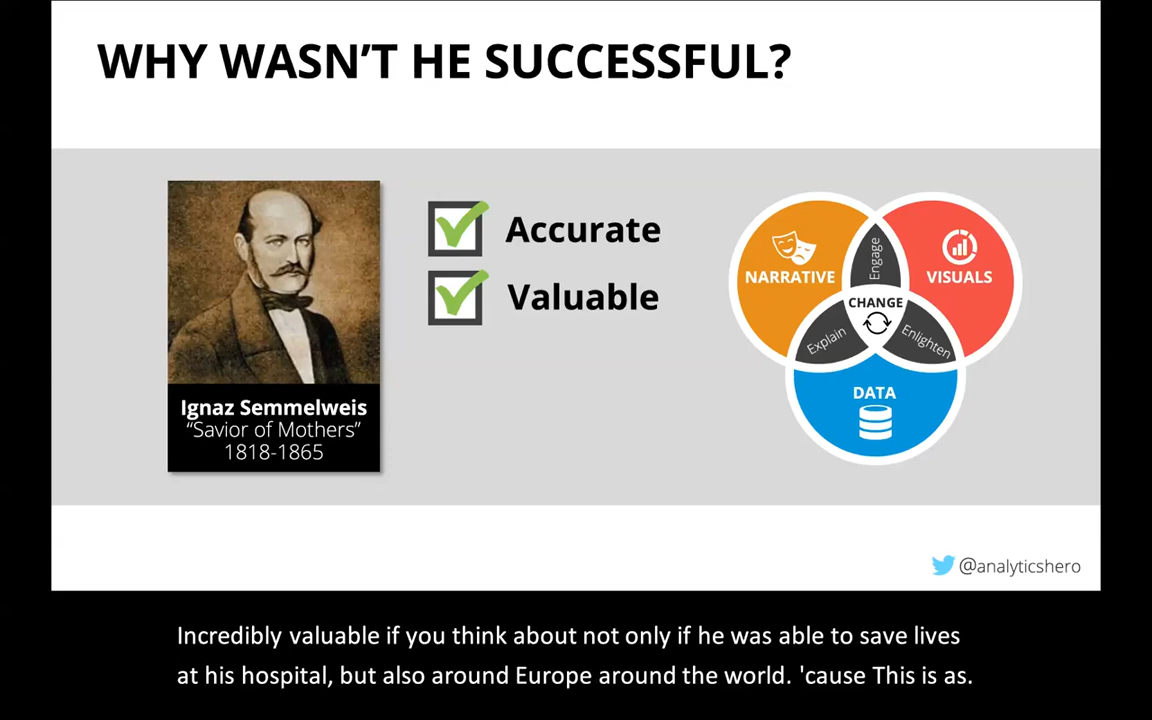 WHY WASN'T HE SUCCESSFUL?
Accurate
Valuable
Ignaz Semmelweis
“Savior of Mothers”
1818-1865
NARRATIVE
Engage
VISUALS
CHANGE
Explain
Enlighten
DATA
@analyticshero
Incredibly valuable if you think about not only if he was able to save lives
at his hospital, but also around Europe around the world. 'cause This is as.